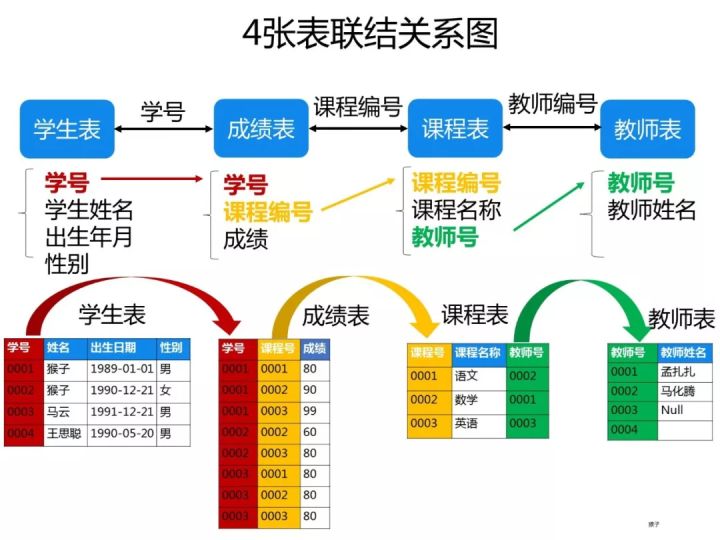 4张表联结关系图
学生表 学号 成绩表 课程编号 课程表 教师编号 教师表
学号
学生姓名
出生年月
性别
学号
课程编号
成绩
课程编号
课程名称
教师号
教师号
教师姓名
学生表
学号 姓名 出生日期 性别
0001 猴子 1989-01-01 男
0002 猴子 1990-12-21 女
0003 马云 1991-12-21 男
0004 王思聪 1990-05-20 男
成绩表
学号 课程号 成绩
0001 0001 80
0001 0002 90
0001 0003 99
0002 0002 60
0002 0003 80
0003 0001 80
0003 0002 80
0003 0003 80
课程表
课程号 课程名称 教师号
0001 语文 0002
0002 数学 0001
0003 英语 0003
教师表
教师号 教师姓名
0001 孟扎扎
0002 马化腾
0003 Null
0004
猴子